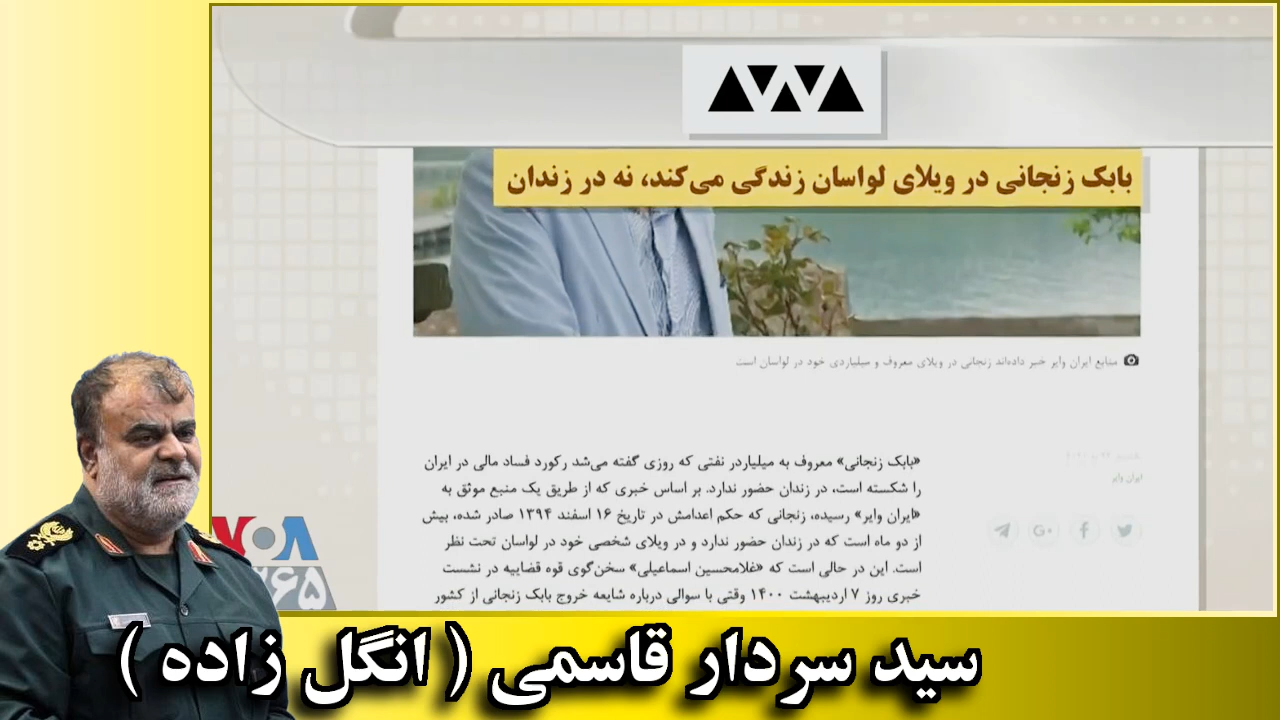 بابک زنجانی در ویلای لواسان زندگی می‌کند، نه در زندان
منابع ایران وایر خبر داده‌اند زنجانی در ویلای معروف و میلیاردی خود در لواسان است
«بابک زنجانی» معروف به میلیاردر نفتی که روزی گفته می‌شد رکورد فساد مالی در ایران
را شکسته است، در زندان حضور ندارد. بر اساس خبری که از طریق یک منبع موثق به
«ایران وایر» رسیده، زنجانی که حکم اعدامش در تاریخ ۱۶ اسفند ۱۳۹۴ صادر شده، بیش
از دو ماه است که در زندان حضور ندارد و در ویلای شخصی خود در لواسان تحت نظر
است. این در حالی است که «غلامحسین اسماعیلی» سخن‌گوی قوه قضاییه در نشست
خبری روز ۷ اردیبهشت ۱۴۰۰ وقتی با سوالی درباره شایعه خروج بابک زنجانی از کشور
ایران وایر
G+
VOA
۳۶۵
سید سردار قاسمی ( انگل زاده )